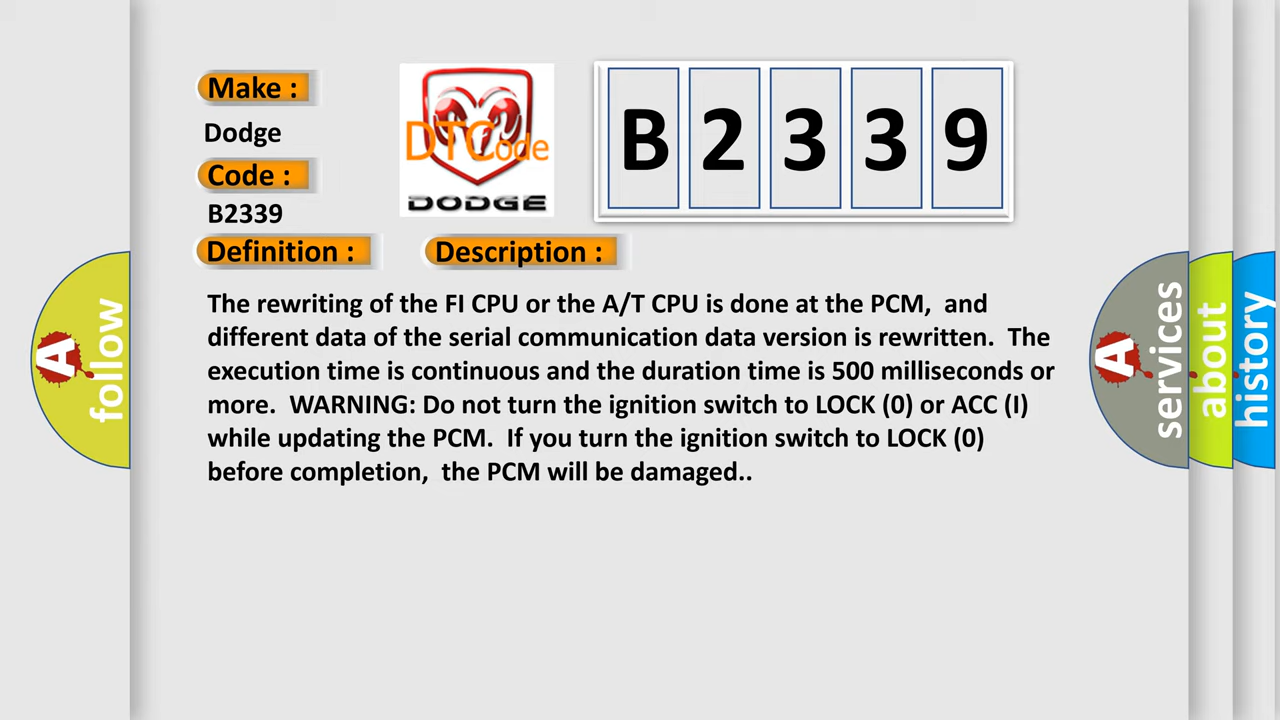 Make :
Dodge
Code :
B2339
Definition :
Description :
DTCode
DODGE
B 2 3 3 9
The rewriting of the FI CPU or the A/T CPU is done at the PCM, and
different data of the serial communication data version is rewritten The
execution time is continuous and the duration time is 500 milliseconds or
more WARNING: Do not turn the ignition switch to LOCK (0) or ACC (I)
while updating the PCM If you turn the ignition switch to LOCK (0)
before completion, the PCM will be damaged..
A follow
A services
about
history